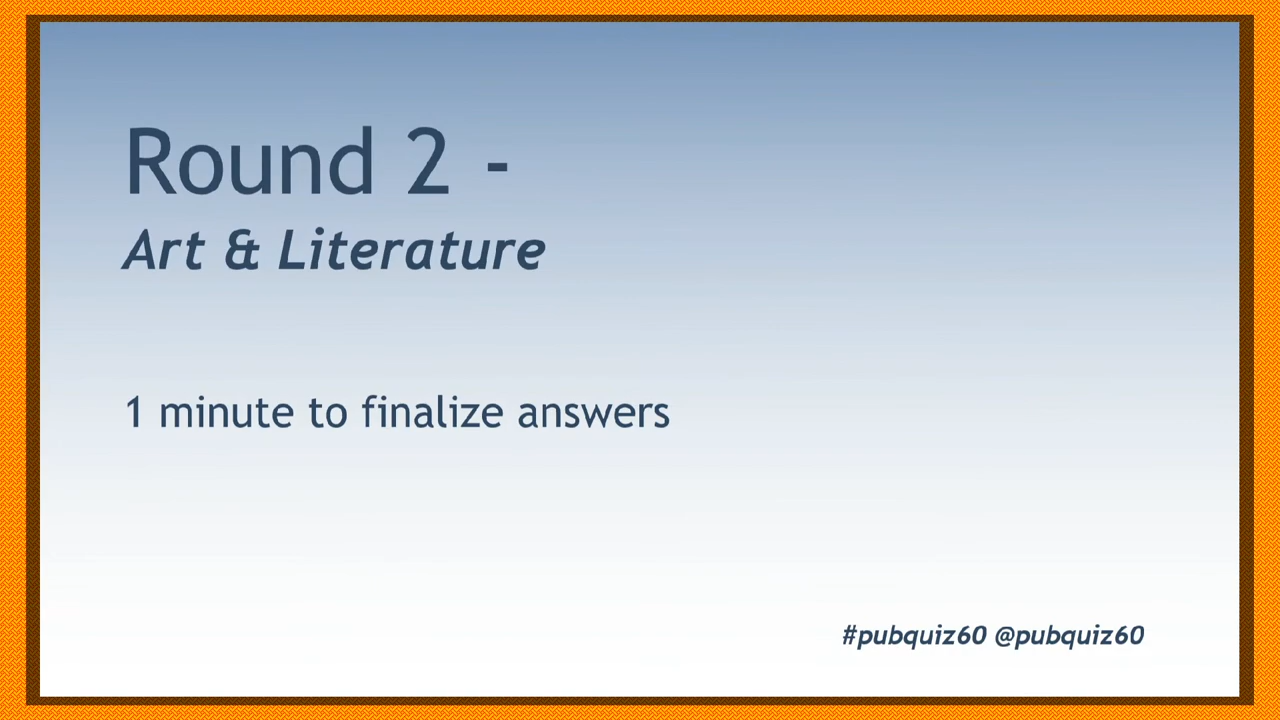 Round 2 -
Art & Literature
1 minute to finalize answers
#pubquiz60 @pubquiz60